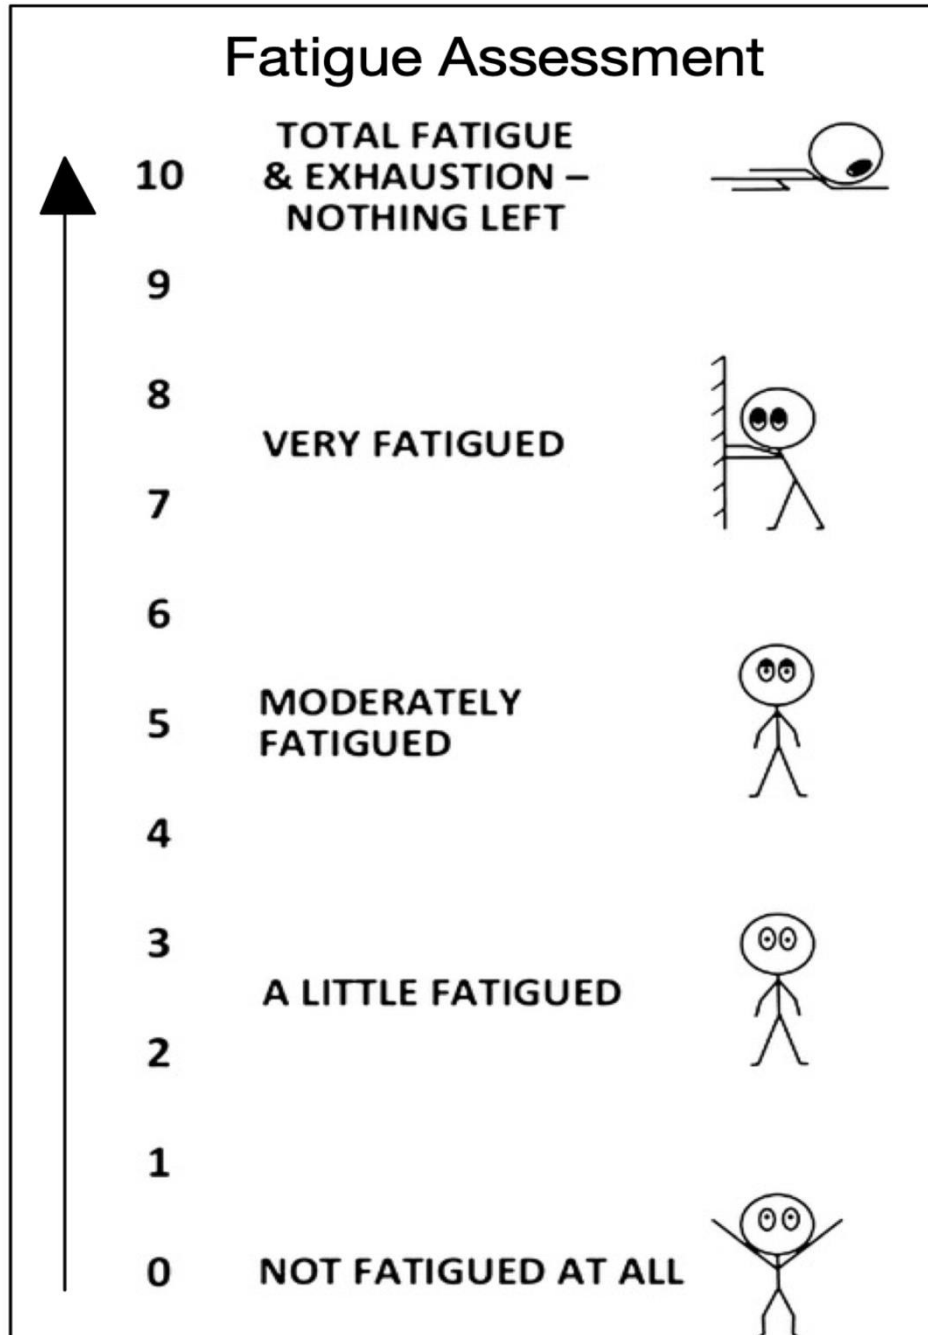 Fatigue Assessment
TOTAL FATIGUE
10 & EXHAUSTION –
NOTHING LEFT
9
8
VERY FATIGUED
7
6
MODERATELY
5
FATIGUED
4
3
A LITTLE FATIGUED
2
1
0 NOT FATIGUED AT ALL